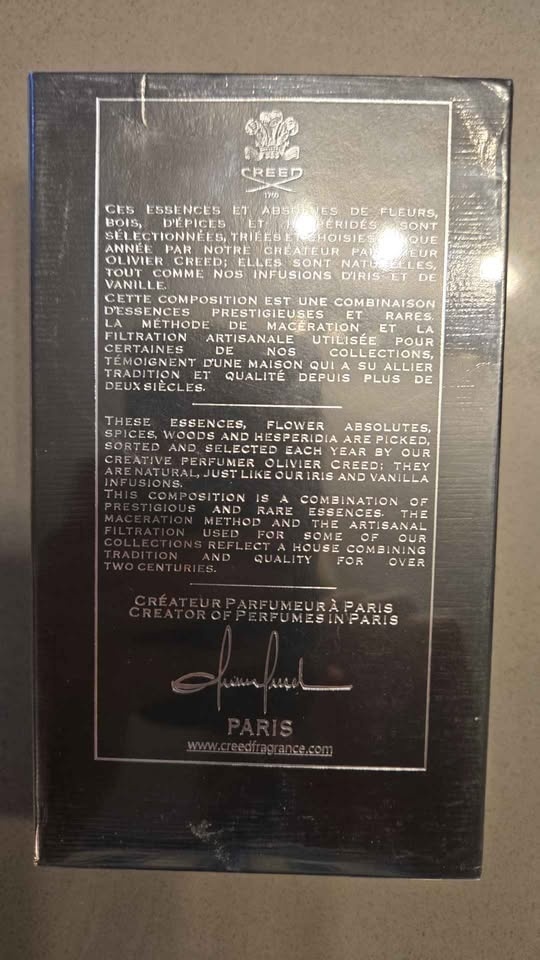 CREED
1760
CES ESSENCES ET DE FLEURS,
BOIS, D'ÉPICES ET SONT
SÉLECTIONNÉES, TRIÉES ET CHOISIES
ANNÉE PAR NOTRE CRÉATEUR
OLIVIER CREED; ELLES SONT
TOUT COMME NOS INFUSIONS D'IRIS ET DE
VANILLE.
CETTE COMPOSITION EST UNE COMBINAISON
D'ESSENCES PRESTIGIEUSES ET RARES.
LA MÉTHODE DE MACÉRATION ET LA
FILTRATION ARTISANALE UTILISÉE POUR
CERTAINES DE NOS COLLECTIONS,
TÉMOIGNENT D'UNE MAISON QUI A SU ALLIER
TRADITION ET QUALITÉ DEPUIS PLUS DE
DEUX SIÈCLES.
THESE ESSENCES, FLOWER ABSOLUTES,
SPICES, WOODS AND HESPERIDIA ARE PICKED,
SORTED AND SELECTED EACH YEAR BY OUR
CREATIVE PERFUMER OLIVIER CREED; THEY
ARE NATURAL, JUST LIKE OUR IRIS AND VANILLA
INFUSIONS.
THIS COMPOSITION IS A COMBINATION OF
PRESTIGIOUS AND RARE ESSENCES. THE
MACERATION METHOD AND THE ARTISANAL
FILTRATION USED FOR SOME OF OUR
COLLECTIONS REFLECT A HOUSE COMBINING
TRADITION AND QUALITY FOR OVER
TWO CENTURIES.
CRÉATEUR PARFUMEUR À PARIS
CREATOR OF PERFUMES IN PARIS
PARIS
www.creedfragrance.com